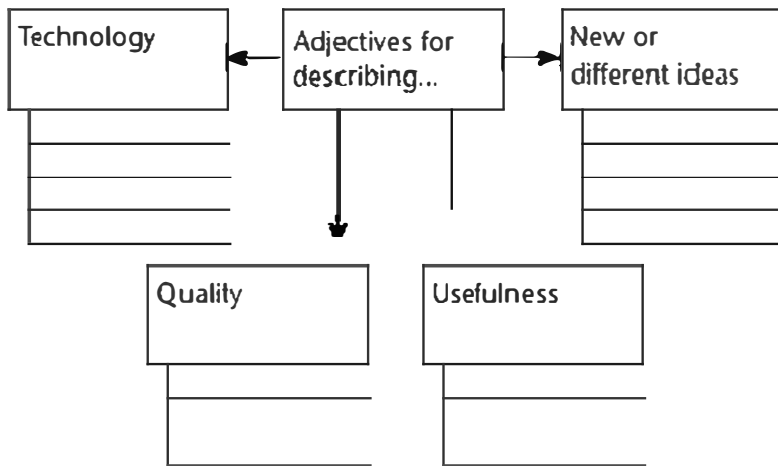 Technology
Adjectives for
describing...
New or
different ideas
Quality
Usefulness